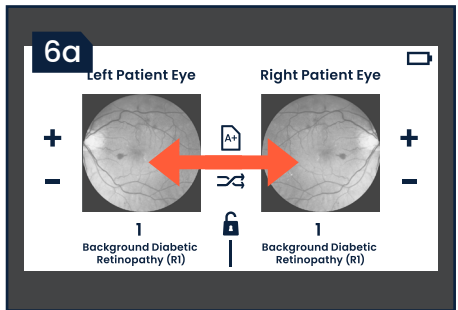 6a
Left Patient Eye
Right Patient Eye
A+
1
Background Diabetic
Retinopathy (R1)
1
Background Diabetic
Retinopathy (R1)